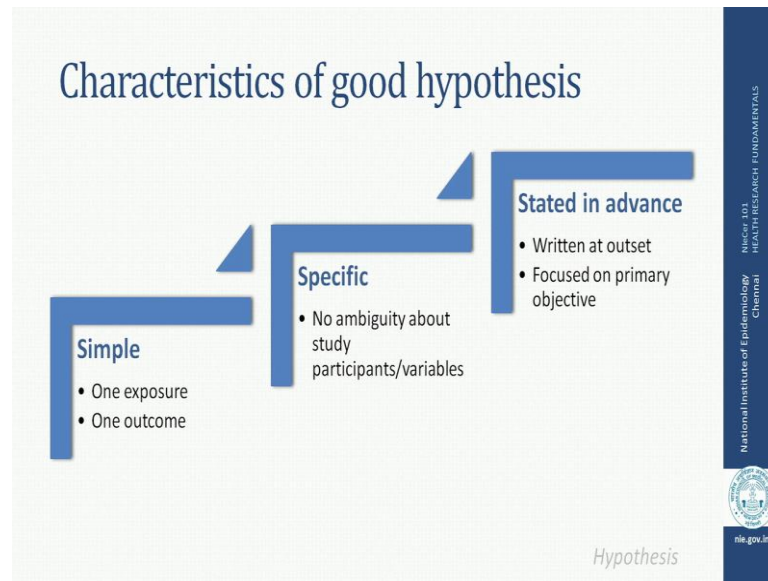 Characteristics of good hypothesis
Simple
• One exposure
• One outcome
Specific
• No ambiguity about
study
participants/variables
Stated in advance
• Written at outset
• Focused on primary
objective
Hypothesis
NIeCer 101
HEALTH RESEARCH FUNDAMENTALS
National Institute of Epidemiology
Chennai
nie.gov.in